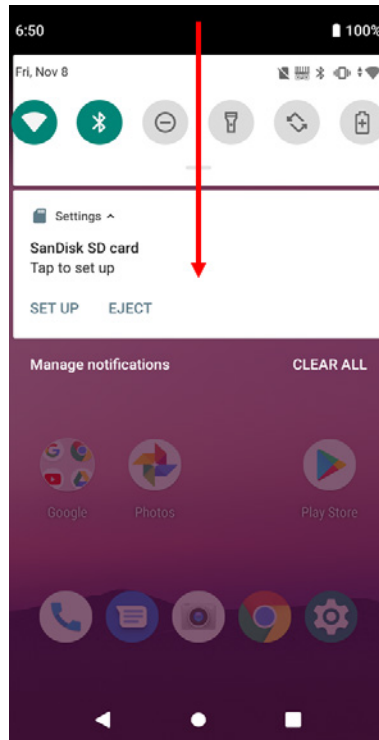 6:50 100%
Fri, Nov 8
Settings
SanDisk SD card
Tap to set up
SET UP EJECT
Manage notifications CLEAR ALL
Google Photos Play Store